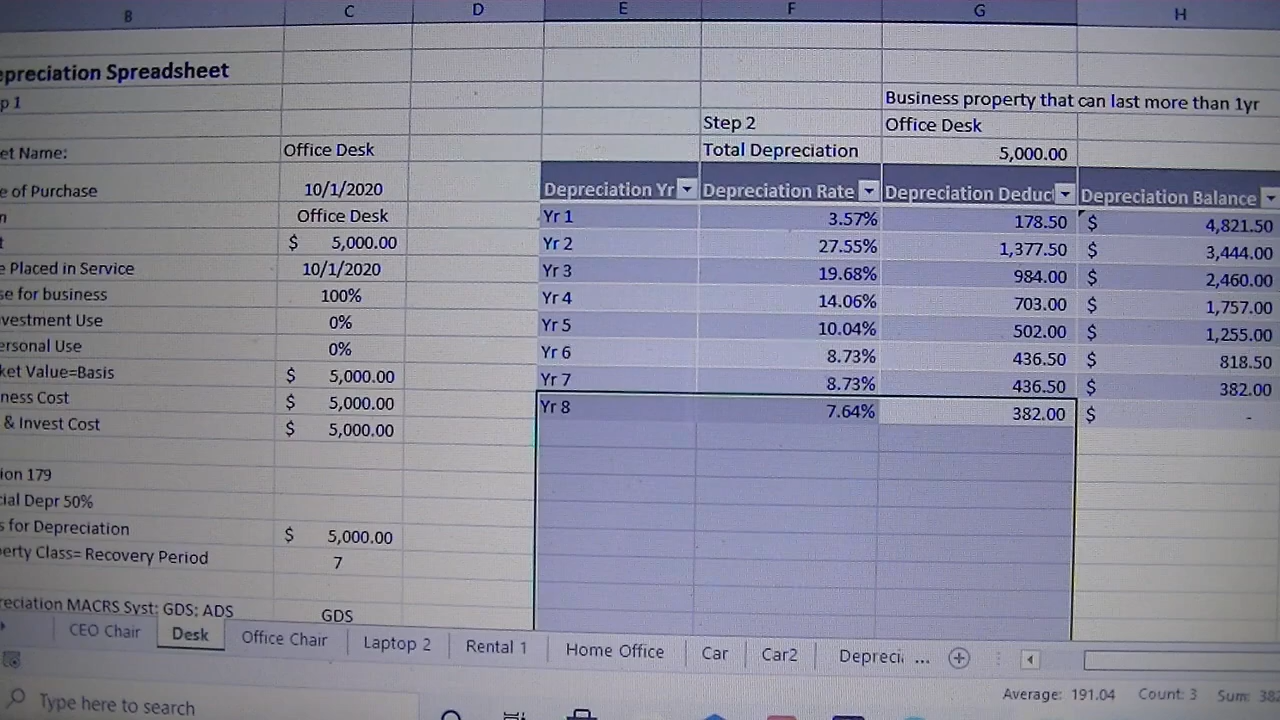 B C D E F G H
epreciation Spreadsheet
p 1 Business property that can last more than 1yr
Step 2 Office Desk
et Name: Office Desk Total Depreciation 5,000.00
e of Purchase 10/1/2020 Depreciation Yr Depreciation Rate Depreciation Deduct Depreciation Balance
n Office Desk Yr 1 3.57% 178.50 $ 4,821.50
t $ 5,000.00 Yr 2 27.55% 1,377.50 $ 3,444.00
e Placed in Service 10/1/2020 Yr 3 19.68% 984.00 $ 2,460.00
se for business 100% Yr 4 14.06% 703.00 $ 1,757.00
vestment Use 0% Yr 5 10.04% 502.00 $ 1,255.00
ersonal Use 0% Yr 6 8.73% 436.50 $ 818.50
ket Value=Basis $ 5,000.00 Yr 7 8.73% 436.50 $ 382.00
ness Cost $ 5,000.00 Yr 8 7.64% 382.00 $ -
& Invest Cost $ 5,000.00
ion 179
cial Depr 50%
s for Depreciation $ 5,000.00
erty Class= Recovery Period 7
reciation MACRS Syst: GDS; ADS GDS
CEO Chair Desk Office Chair Laptop 2 Rental 1 Home Office Car Car2 Depreci ...
Average: 191.04 Count: 3 Sum: 382
Type here to search